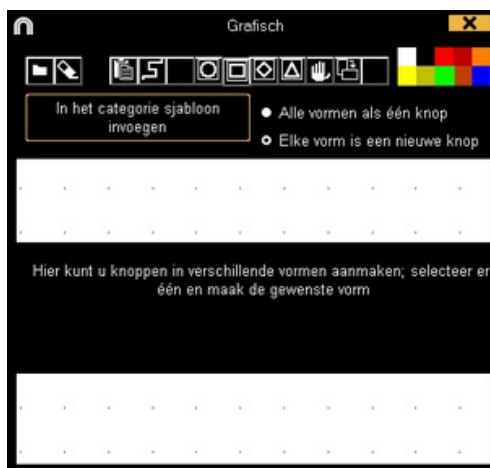 Grafisch
In het categorie sjabloon
invoegen
Alle vormen als één knop
Elke vorm is een nieuwe knop
Hier kunt u knoppen in verschillende vormen aanmaken; selecteer er
één en maak de gewenste vorm